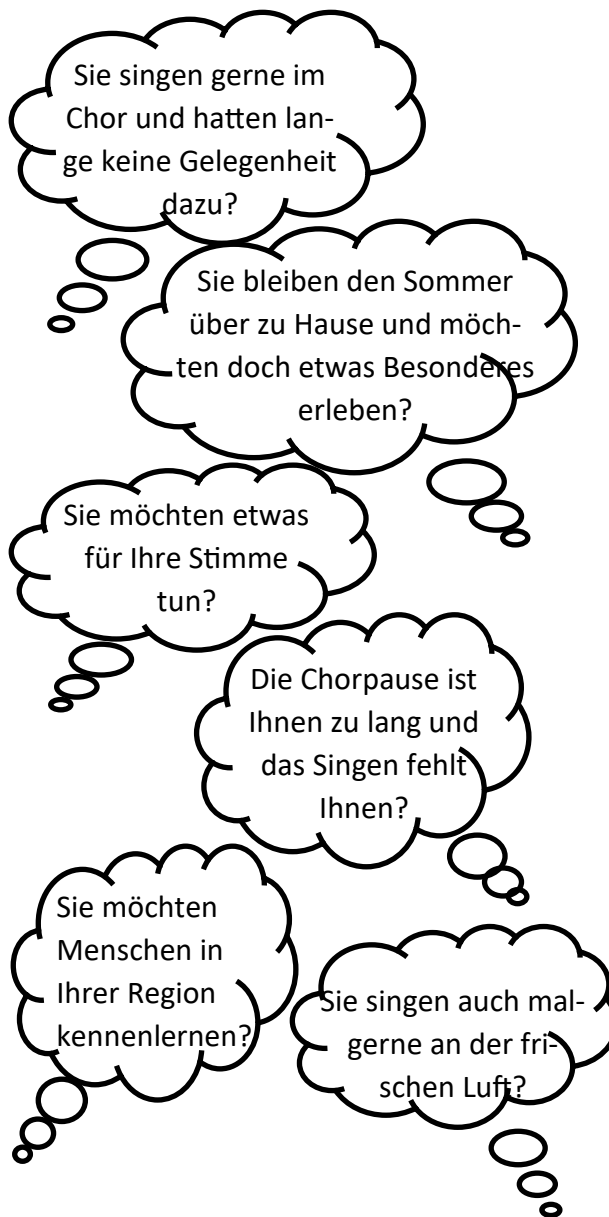 Sie singen gerne im
Chor und hatten lan-
ge keine Gelegenheit
dazu?
Sie bleiben den Sommer
über zu Hause und möch-
ten doch etwas Besonderes
erleben?
Sie möchten etwas
für Ihre Stimme
tun?
Die Chorpause ist
Ihnen zu lang und
das Singen fehlt
Ihnen?
Sie möchten
Menschen in
Ihrer Region
kennenlernen?
Sie singen auch mal-
gerne an der fri-
schen Luft?